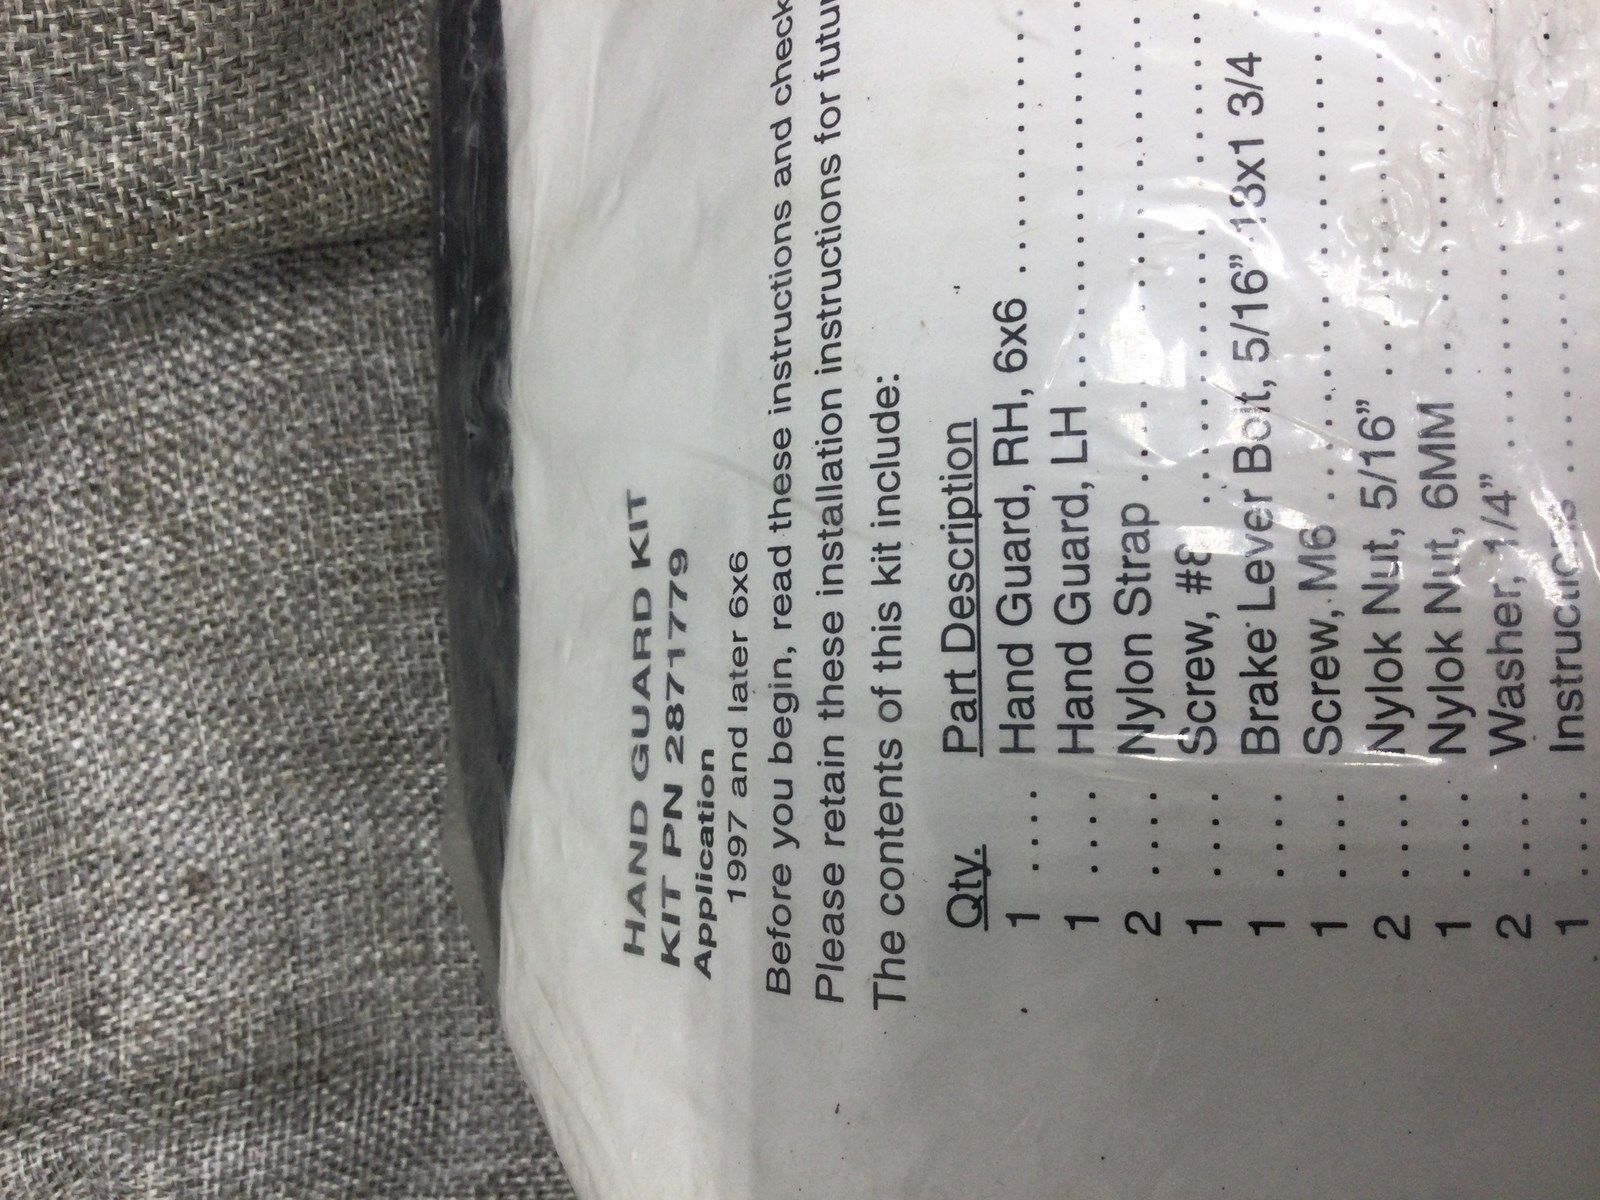 HAND GUARD KIT
KIT PN 2871779
Application
1997 and later 6x6
Before you begin, read these instructions and check
Please retain these installation instructions for futur
The contents of this kit include:
Qty. Part Description
1 .... Hand Guard, RH, 6x6 ............
1 .... Hand Guard, LH ..................
2 .... Nylon Strap ......................
1 .... Screw, #8 ......................
1 .... Brake Lever Bolt, 5/16" 18x1 3/4 .
1 .... Screw, M6 ......................
2 .... Nylok Nut, 5/16" ................
1 .... Nylok Nut, 6MM ................
2 .... Washer, 1/4" ....................
1 .... Instructions ....................